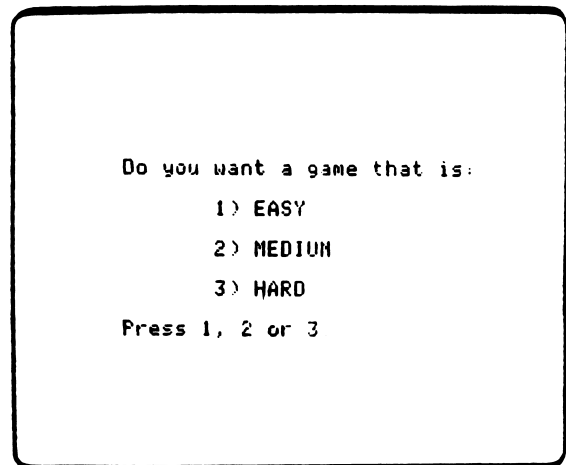 Do you want a game that is:
1) EASY
2) MEDIUM
3) HARD
Press 1, 2 or 3